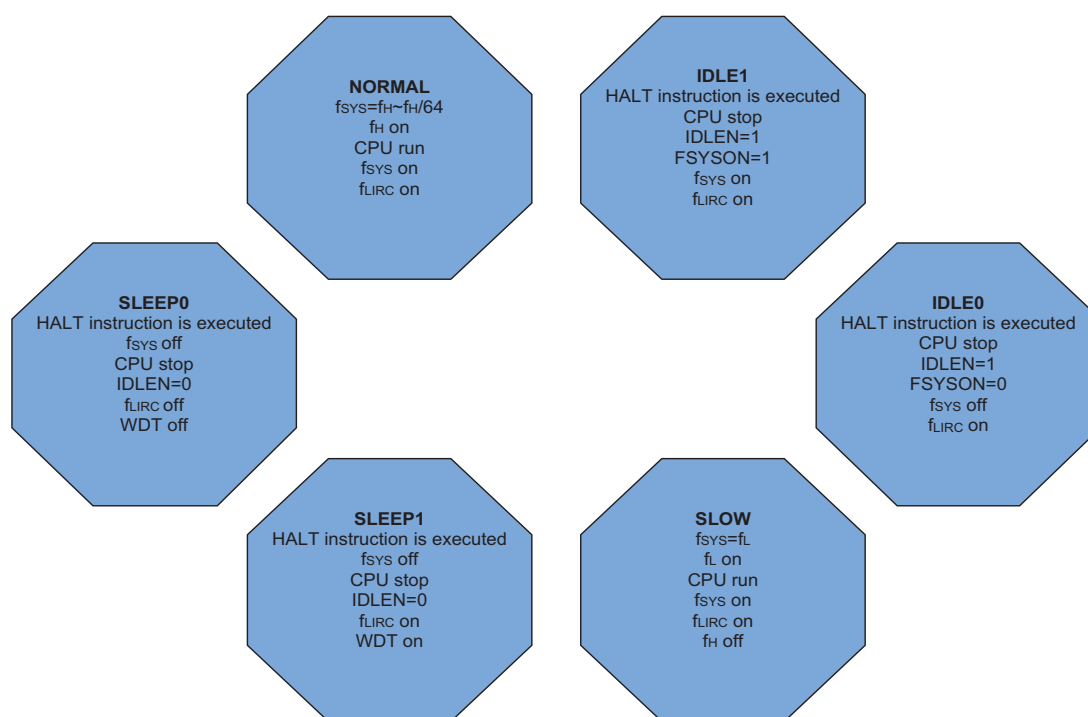 NORMAL
fSYS=fH~fH/64
fH on
CPU run
fSYS on
fLIRC on
IDLE1
HALT instruction is executed
CPU stop
IDLEN=1
FSYSON=1
fSYS on
fLIRC on
SLEEP0
HALT instruction is executed
fSYS off
CPU stop
IDLEN=0
fLIRC off
WDT off
IDLE0
HALT instruction is executed
CPU stop
IDLEN=1
FSYSON=0
fSYS off
fLIRC on
SLEEP1
HALT instruction is executed
fSYS off
CPU stop
IDLEN=0
fLIRC on
WDT on
SLOW
fSYS=fL
fL on
CPU run
fSYS on
fLIRC on
fH off